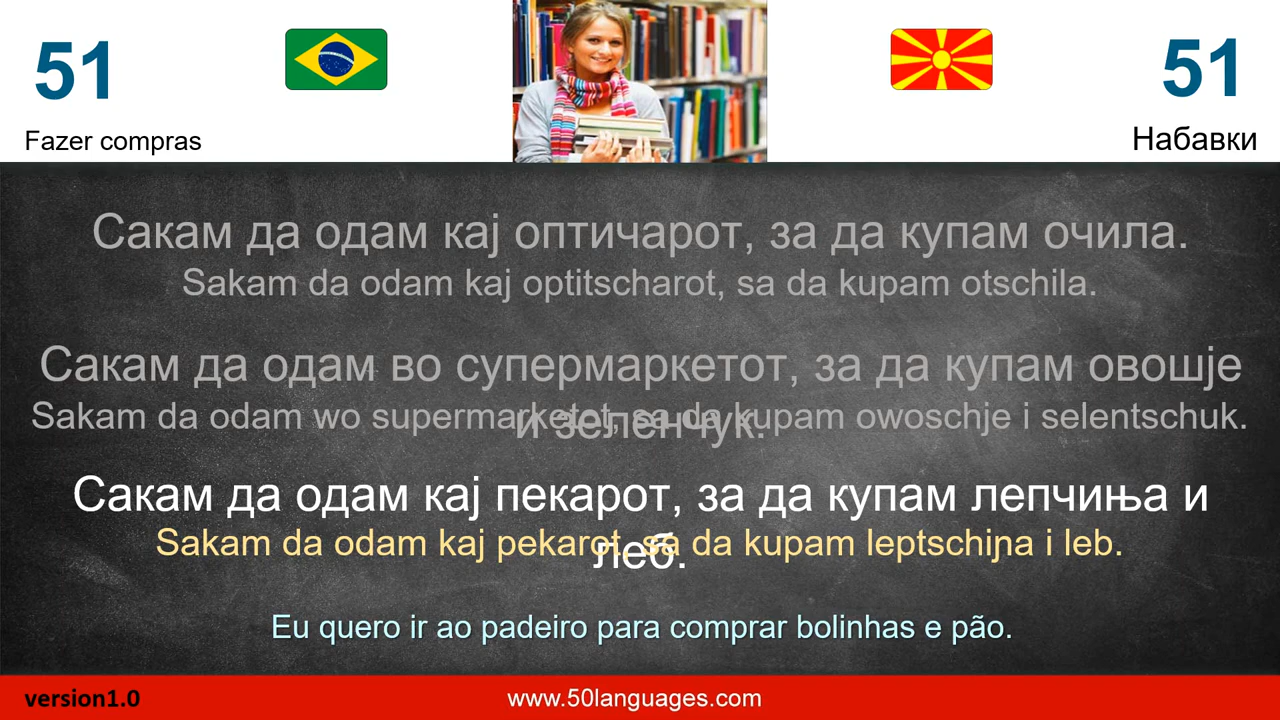 51
51
Fazer compras
Набавки
Сакам да одам кај оптичарот, за да купам очила.
Sakam da odam kaj optitscharot, sa da kupam otschila.
Сакам да одам во супермаркетот, за да купам овошје
и зеленчук.
Sakam da odam wo supermarketot, sa da kupam owoschje i selentschuk.
Сакам да одам кај пекарот, за да купам лепчиња и
леб.
Sakam da odam kaj pekarot, sa da kupam leptschiɲa i leb.
Eu quero ir ao padeiro para comprar bolinhas e pão.
version1.0
www.50languages.com